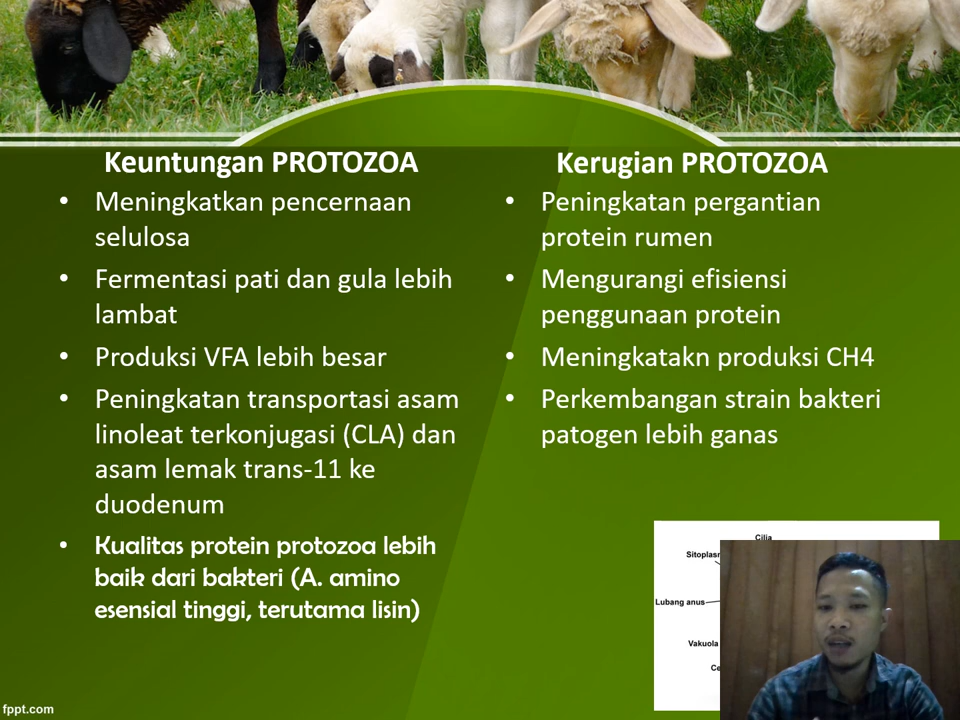 Keuntungan PROTOZOA
• Meningkatkan pencernaan
selulosa
• Fermentasi pati dan gula lebih
lambat
• Produksi VFA lebih besar
• Peningkatan transportasi asam
linoleat terkonjugasi (CLA) dan
asam lemak trans-11 ke
duodenum
• Kualitas protein protozoa lebih
baik dari bakteri (A. amino
esensial tinggi, terutama lisin)
Kerugian PROTOZOA
• Peningkatan pergantian
protein rumen
• Mengurangi efisiensi
penggunaan protein
• Meningkatakn produksi CH4
• Perkembangan strain bakteri
patogen lebih ganas
Cilia
Lubang anus
Vakuola
fppt.com